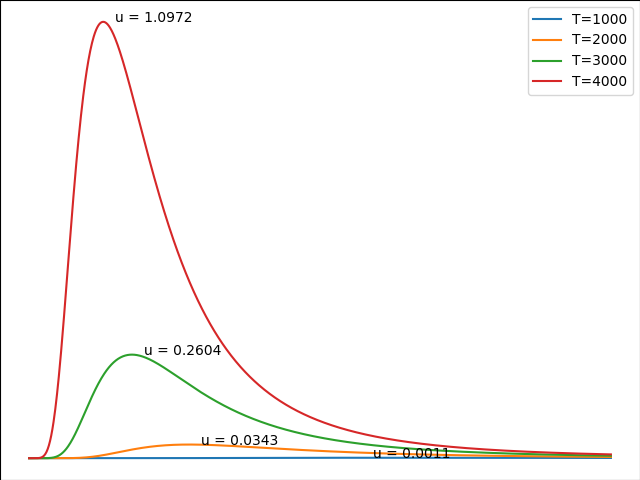 u = 1.0972
T=1000
T=2000
T=3000
T=4000
u = 0.2604
u = 0.0343
u = 0.0011